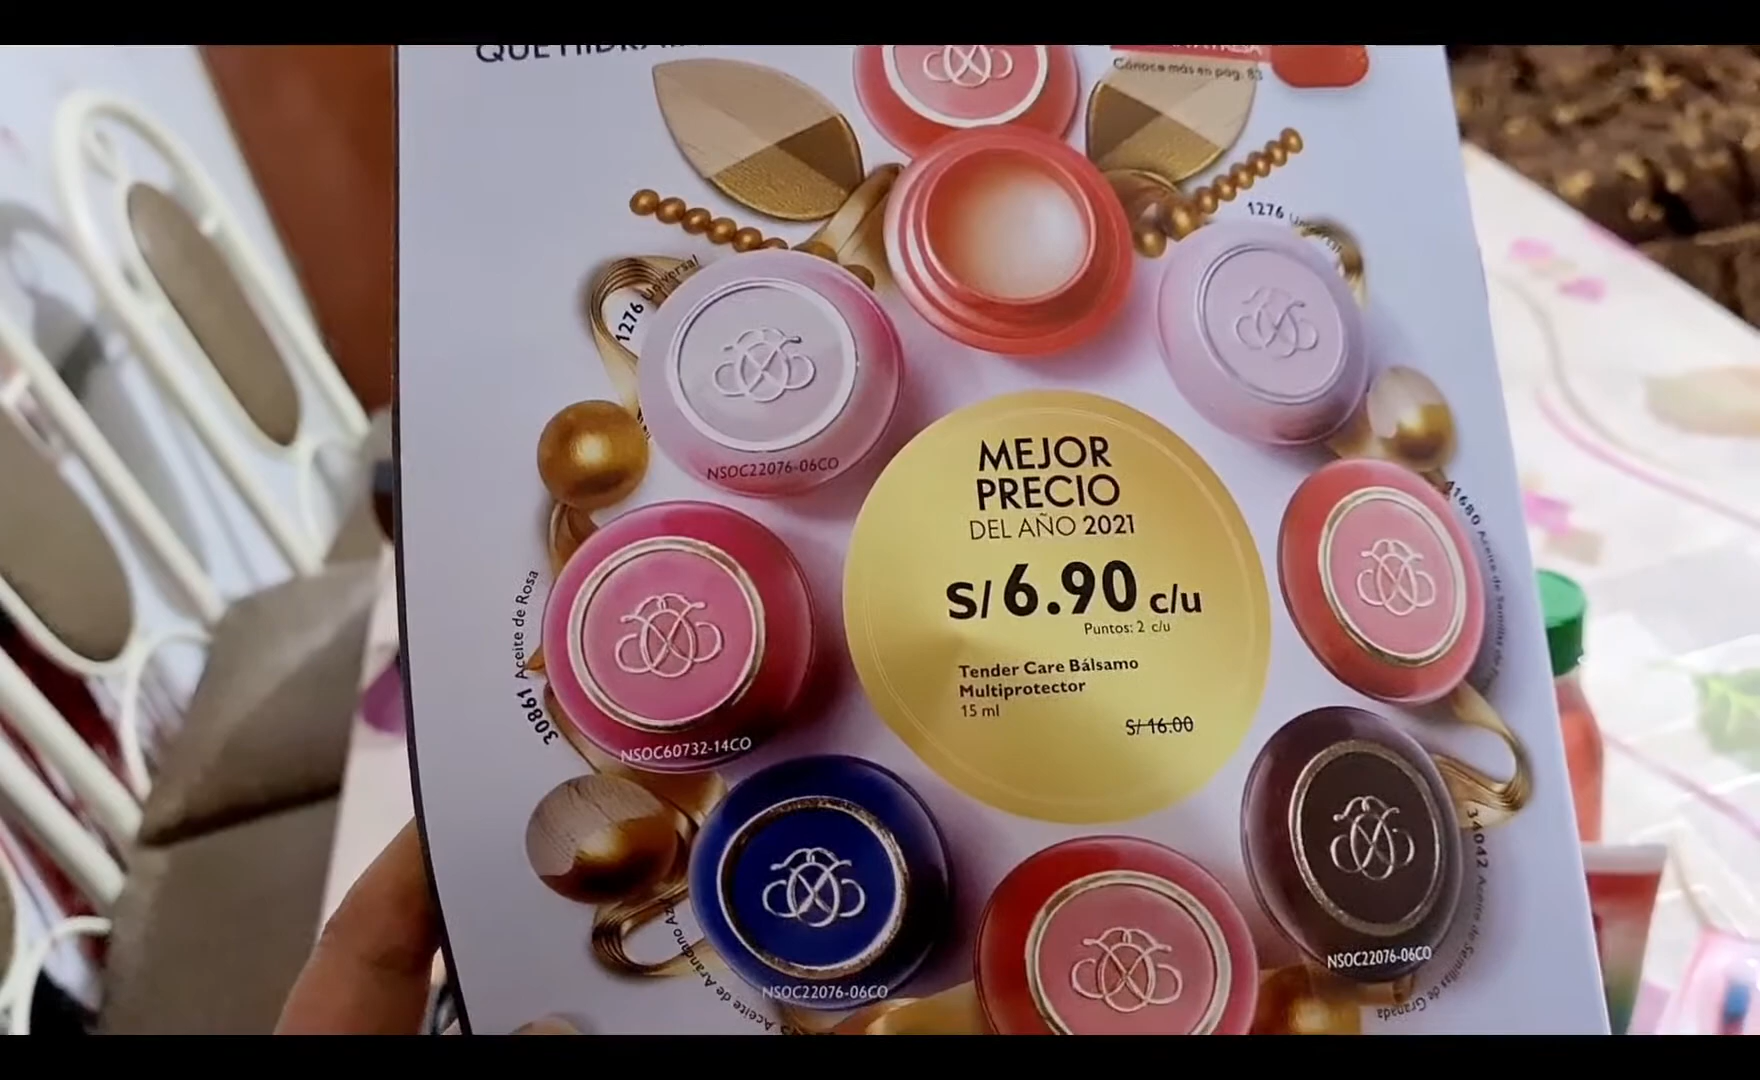 Conoce más en pág. 83
1276 Universal
1276 Universal
NSOC22076-06CO
MEJOR
PRECIO
DEL AÑO 2021
S/6.90 c/u
Puntos: 2 c/u
Tender Care Bálsamo
Multiprotector
15 ml
S/ 16.00
41680 Aceite de Semillas de
30861 Aceite de Rosa
NSOC60732-14CO
34042 Aceite de Semillas de Granada
NSOC22076-06CO
Aceite de Arándano
NSOC22076-06CO